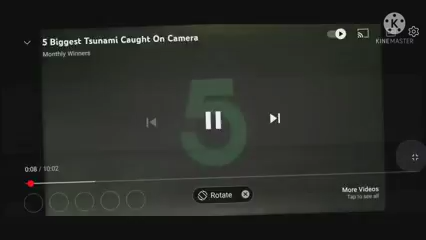 5 Biggest Tsunami Caught On Camera
Monthly Winners
KINEMASTER
K
5
0:08 / 10:02
Rotate
More Videos
Tap to see all